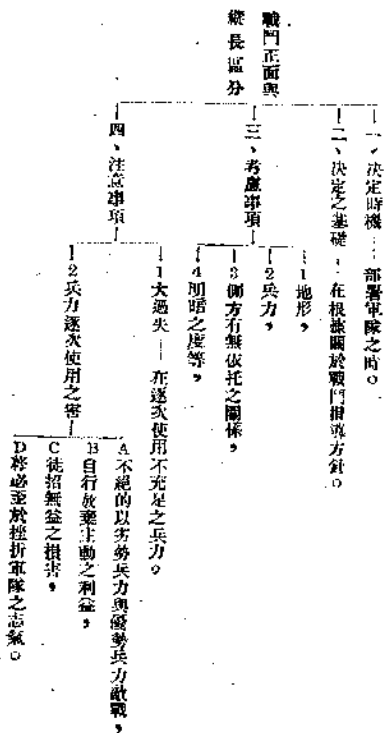 戰鬥正面與
縱長區分
一、決定時機……部署軍隊之時。
二、決定之基礎……在根據關於戰鬥指導方針。
三、考慮事項
1地形，
2兵力，
3側方有無依托之關係，
4明暗之度等，
四、注意事項
1大過失——在逐次使用不充足之兵力。
2兵力逐次使用之害
A不絕的以劣勢兵力與優勢兵力敵戰，
B自行放棄主動之利益，
C徒招無益之損害，
D將必至於挫折軍隊之志氣。